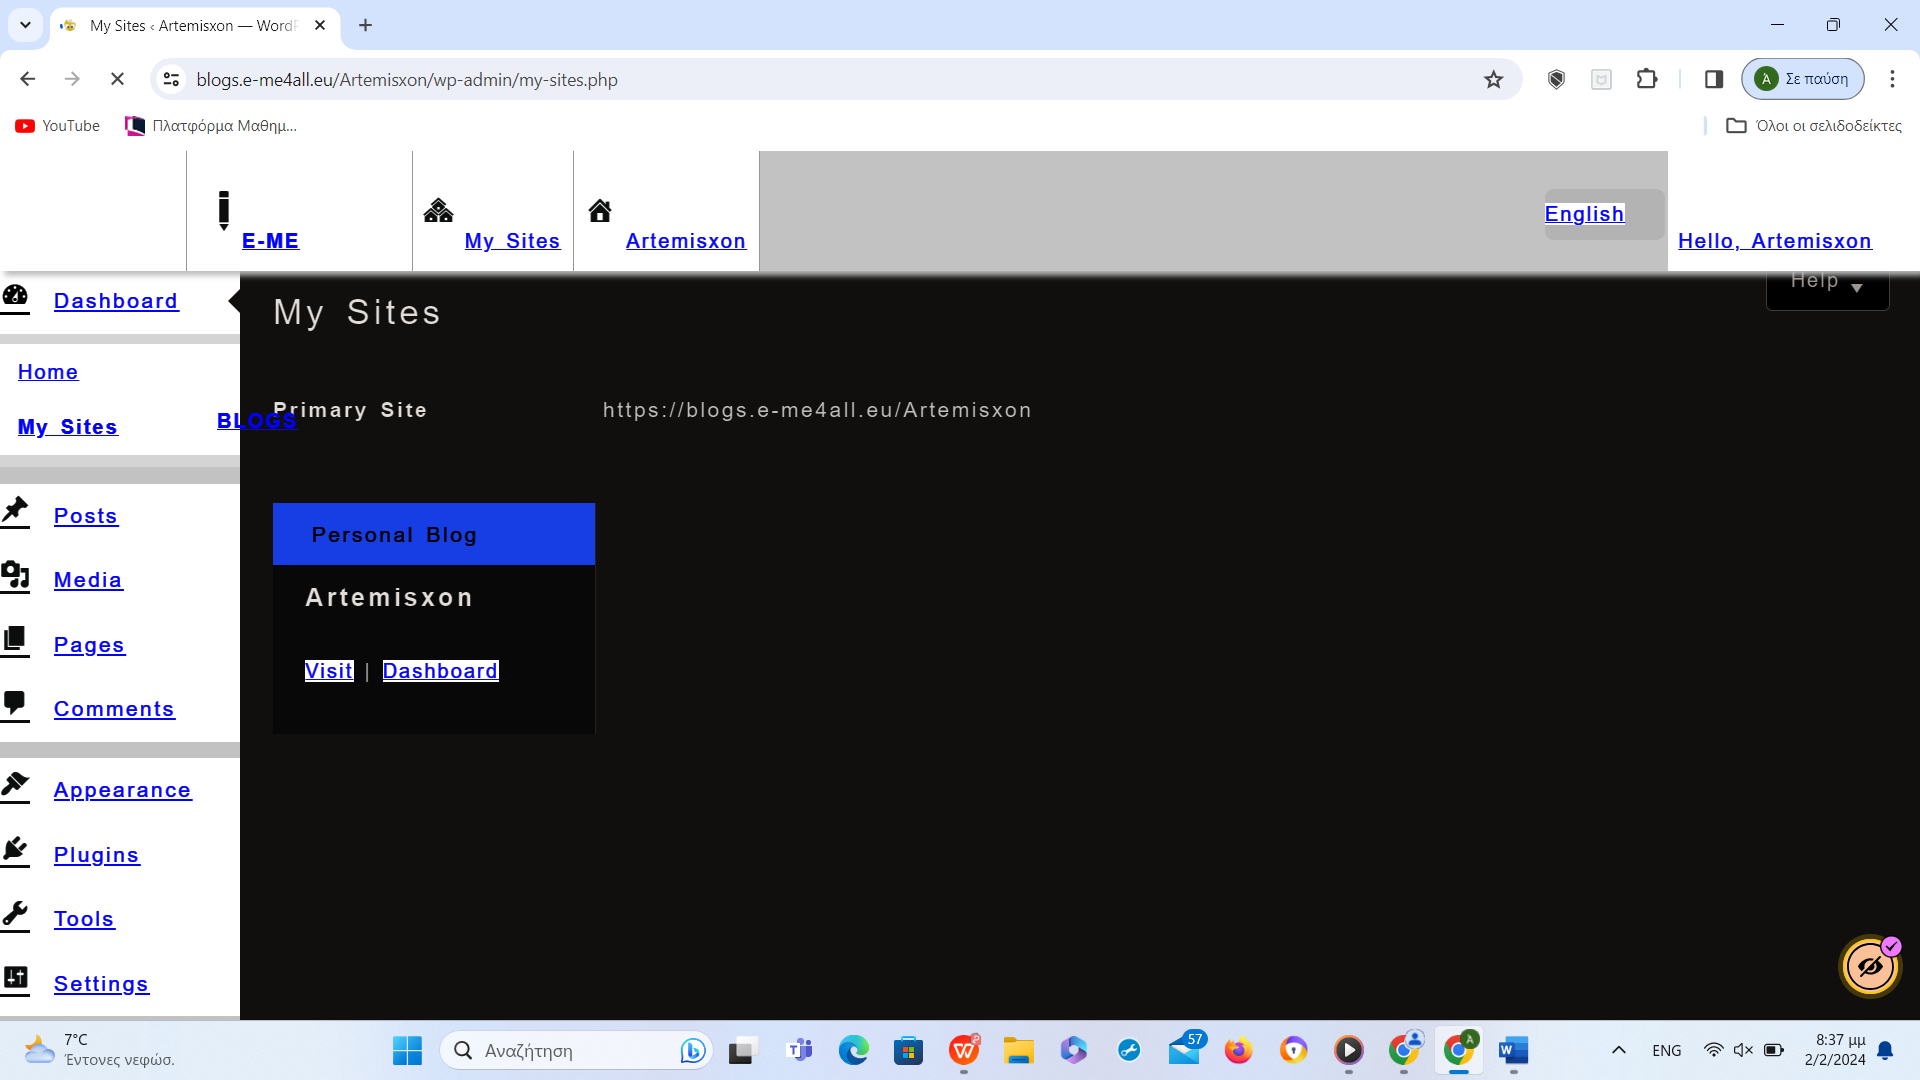 My Sites ‹ Artemisxon — WordP
blogs.e-me4all.eu/Artemisxon/wp-admin/my-sites.php
Ά
Σε παύση
YouTube
Πλατφόρμα Μαθημ...
Όλοι οι σελιδοδείκτες
E-ME
My Sites
Artemisxon
English
Hello, Artemisxon
Dashboard
Help
My Sites
Home
Primary Site
https://blogs.e-me4all.eu/Artemisxon
My Sites
BLOGS
Posts
Personal Blog
Media
Artemisxon
Pages
Visit | Dashboard
Comments
Appearance
Plugins
Tools
Settings
7°C
Έντονες νεφώσ.
Αναζήτηση
57
ENG
8:37 μμ
2/2/2024